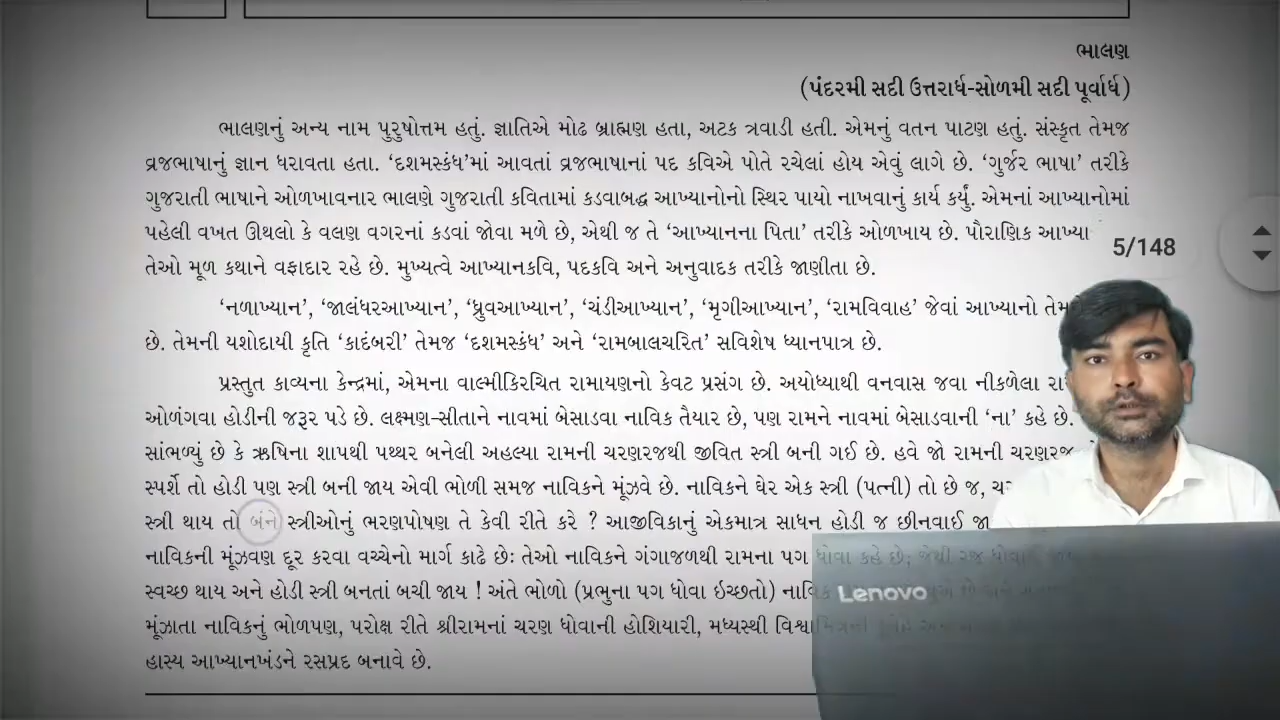 ભાલણ
(પંદરમી સદી ઉત્તરાર્ધ-સોળમી સદી પૂર્વાર્ધ)
ભાલણનું અન્ય નામ પુરુષોત્તમ હતું. જ્ઞાતિએ મોઢ બ્રાહ્મણ હતા, અટક ત્રવાડી હતી. એમનું વતન પાટણ હતું. સંસ્કૃત તેમજ
વ્રજભાષાનું જ્ઞાન ધરાવતા હતા. ‘દશમસ્કંધ’માં આવતાં વ્રજભાષાનાં પદ કવિએ પોતે રચેલાં હોય એવું લાગે છે. ‘ગુર્જર ભાષા’ તરીકે
ગુજરાતી ભાષાને ઓળખાવનાર ભાલણે ગુજરાતી કવિતામાં કડવાબદ્ધ આખ્યાનોનો સ્થિર પાયો નાખવાનું કાર્ય કર્યું. એમનાં આખ્યાનોમાં
પહેલી વખત ઊથલો કે વલણ વગરનાં કડવાં જોવા મળે છે, એથી જ તે ‘આખ્યાનના પિતા’ તરીકે ઓળખાય છે. પૌરાણિક આખ્યા
5/148
તેઓ મૂળ કથાને વફાદાર રહે છે. મુખ્યત્વે આખ્યાનકવિ, પદકવિ અને અનુવાદક તરીકે જાણીતા છે.
‘નળાખ્યાન’, ‘જાલંધરઆખ્યાન’, ‘ધ્રુવઆખ્યાન’, ‘ચંડીઆખ્યાન’, ‘મૃગીઆખ્યાન’, ‘રામવિવાહ’ જેવાં આખ્યાનો
છે. તેમની યશોદાયી કૃતિ ‘કાદંબરી’ તેમજ ‘દશમસ્કંધ’ અને ‘રામબાલચરિત’ સવિશેષ ધ્યાનપાત્ર છે.
પ્રસ્તુત કાવ્યના કેન્દ્રમાં, એમના વાલ્મીકિરચિત રામાયણનો કેવટ પ્રસંગ છે. અયોધ્યાથી વનવાસ જવા નીકળેલા
ઓળંગવા હોડીની જરૂર પડે છે. લક્ષ્મણ-સીતાને નાવમાં બેસાડવા નાવિક તૈયાર છે, પણ રામને નાવમાં બેસાડવાની ‘ના’ કહે છે.
સાંભળ્યું છે કે ઋષિના શાપથી પથ્થર બનેલી અહલ્યા રામની ચરણરજથી જીવિત સ્ત્રી બની ગઈ છે. હવે જો રામની ચરણરજ
સ્પર્શે તો હોડી પણ સ્ત્રી બની જાય એવી ભોળી સમજ નાવિકને મૂંઝવે છે. નાવિકને ઘેર એક સ્ત્રી (પત્ની) તો છે જ,
સ્ત્રી થાય તો બંને સ્ત્રીઓનું ભરણપોષણ તે કેવી રીતે કરે ? આજીવિકાનું એકમાત્ર સાધન હોડી જ છીનવાઈ જા
નાવિકની મૂંઝવણ દૂર કરવા વચ્ચેનો માર્ગ કાઢે છેઃ તેઓ નાવિકને ગંગાજળથી રામના પગ ધોવા કહે છે; જેથી રજ
સ્વચ્છ થાય અને હોડી સ્ત્રી બનતાં બચી જાય ! અંતે ભોળો (પ્રભુના પગ ધોવા ઇચ્છતો)
Lenovo
મૂંઝાતા નાવિકનું ભોળપણ, પરોક્ષ રીતે શ્રીરામનાં ચરણ ધોવાની હોશિયારી, મધ્યસ્થી
હાસ્ય આખ્યાનખંડને રસપ્રદ બનાવે છે.